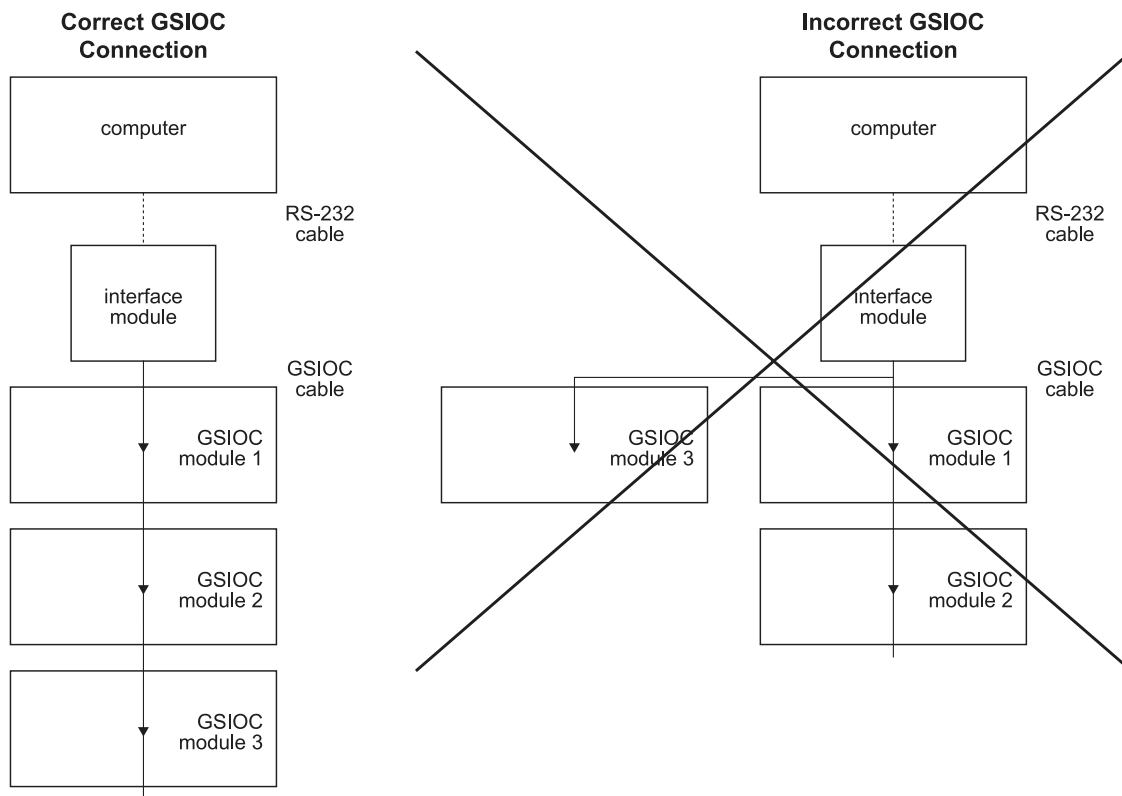 Correct GSIOC
Connection
computer
RS-232
cable
interface
module
GSIOC
cable
GSIOC
module 1
GSIOC
module 2
GSIOC
module 3
Incorrect GSIOC
Connection
computer
RS-232
cable
interface
module
GSIOC
cable
GSIOC
module 3
GSIOC
module 1
GSIOC
module 2